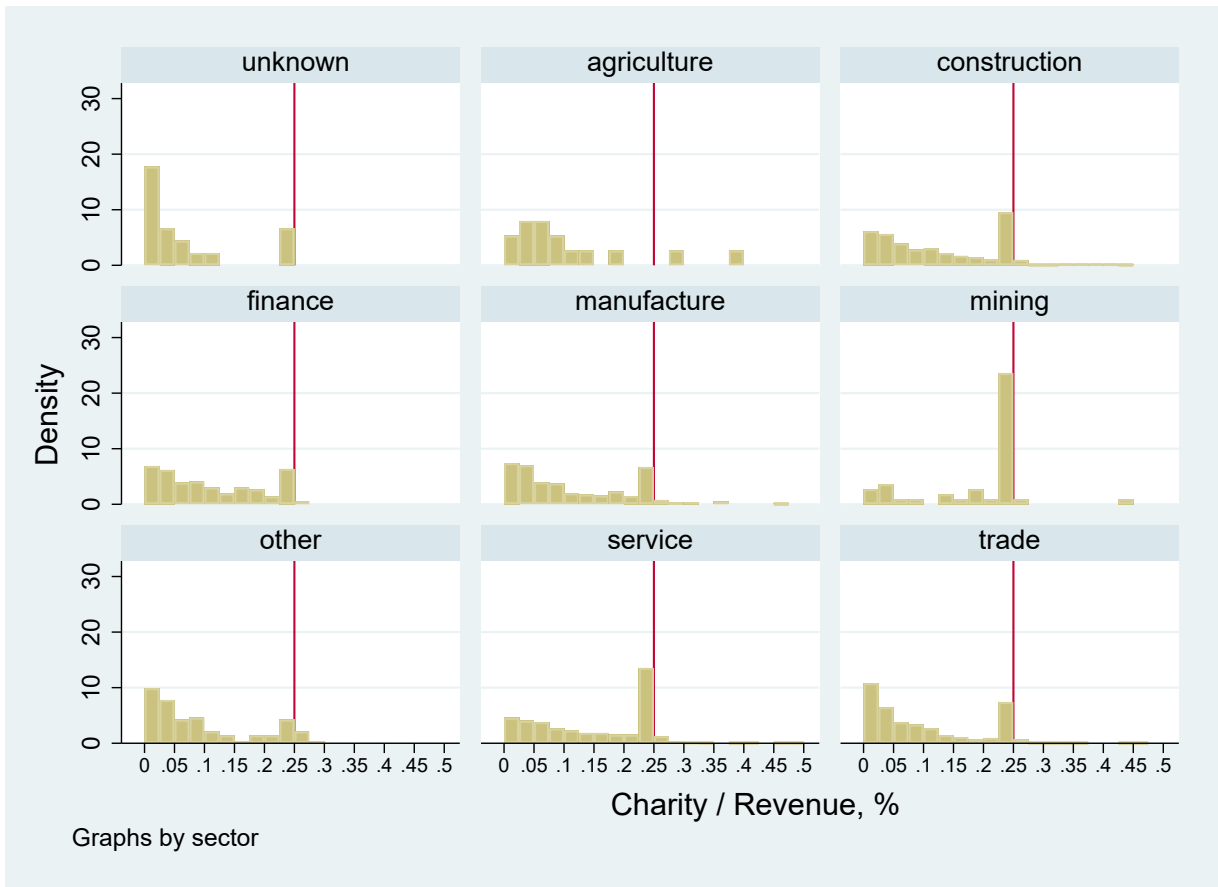 unknown agriculture construction
30
20
10
0
finance manufacture mining
30
20
10
0
other service trade
30
20
10
0
0 .05 .1 .15 .2 .25 .3 .35 .4 .45 .5 0 .05 .1 .15 .2 .25 .3 .35 .4 .45 .5 0 .05 .1 .15 .2 .25 .3 .35 .4 .45 .5
Density
Charity / Revenue, %
Graphs by sector